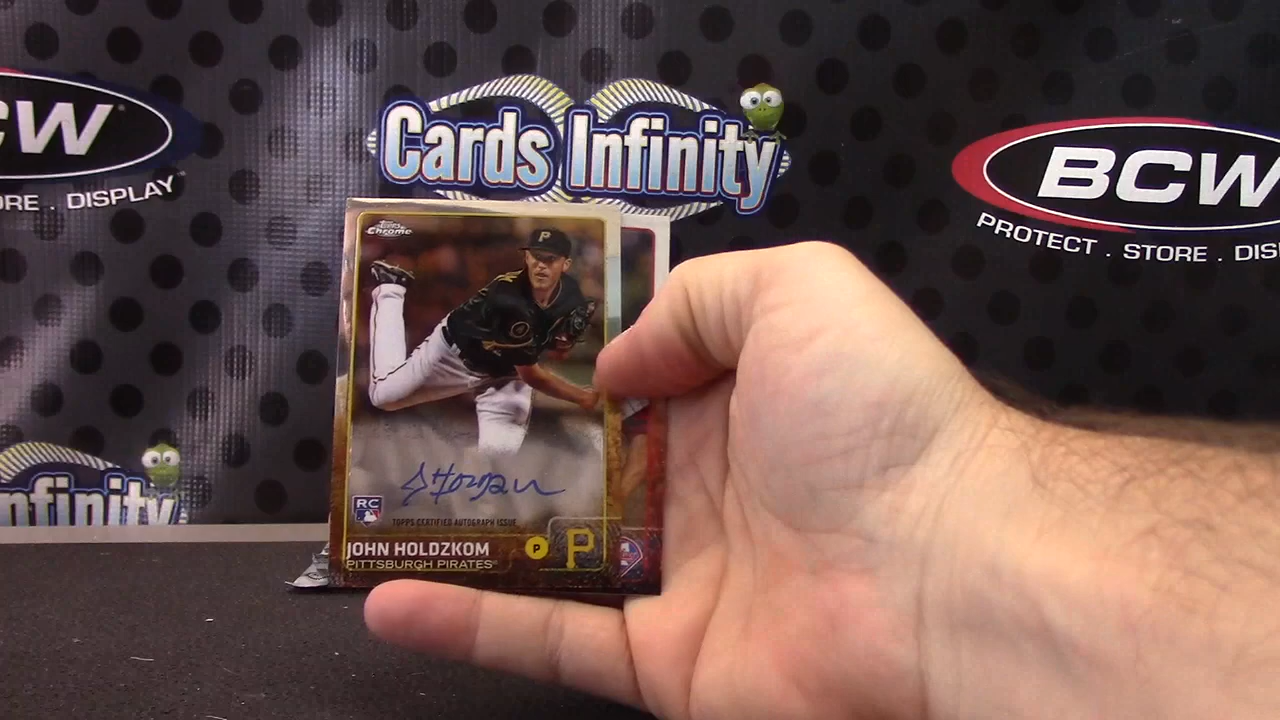 CW
ORE . DISPLAY
Cards Infinity
BCW
PROTECT . STORE . DIS
Topps
Chrome
P
RC
TOPPS CERTIFIED AUTOGRAPH ISSUE
JOHN HOLDZKOM
P
P
PITTSBURGH PIRATES
nfinity